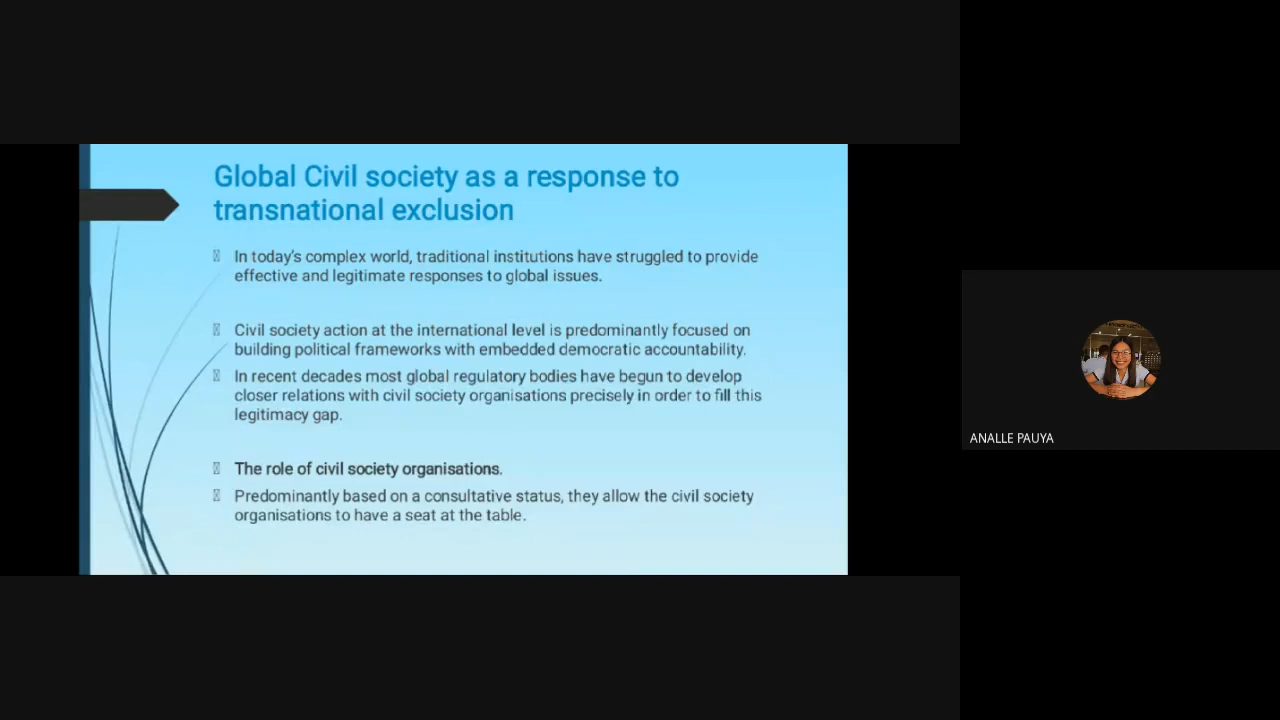 Global Civil society as a response to
transnational exclusion
In today's complex world, traditional institutions have struggled to provide
effective and legitimate responses to global issues.
Civil society action at the international level is predominantly focused on
building political frameworks with embedded democratic accountability.
In recent decades most global regulatory bodies have begun to develop
closer relations with civil society organisations precisely in order to fill this
legitimacy gap.
The role of civil society organisations.
Predominantly based on a consultative status, they allow the civil society
organisations to have a seat at the table.
ANALLE PAUYA